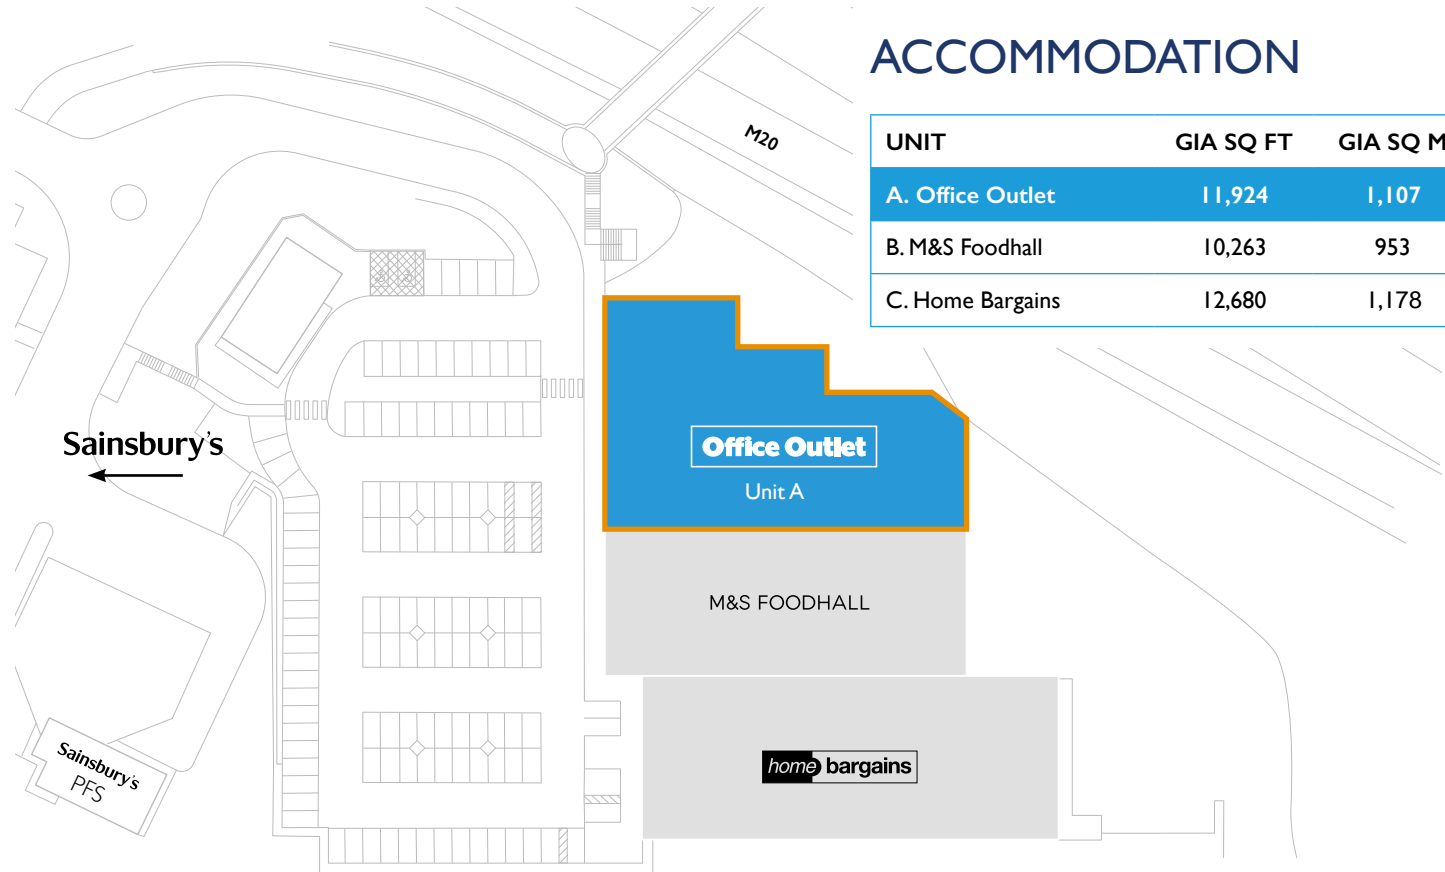 ACCOMMODATION
UNIT GIA SQ FT GIA SQ M
A. Office Outlet 11,924 1,107
B. M&S Foodhall 10,263 953
C. Home Bargains 12,680 1,178
M20
Sainsbury's
Office Outlet
Unit A
M&S FOODHALL
home bargains
Sainsbury's
PFS